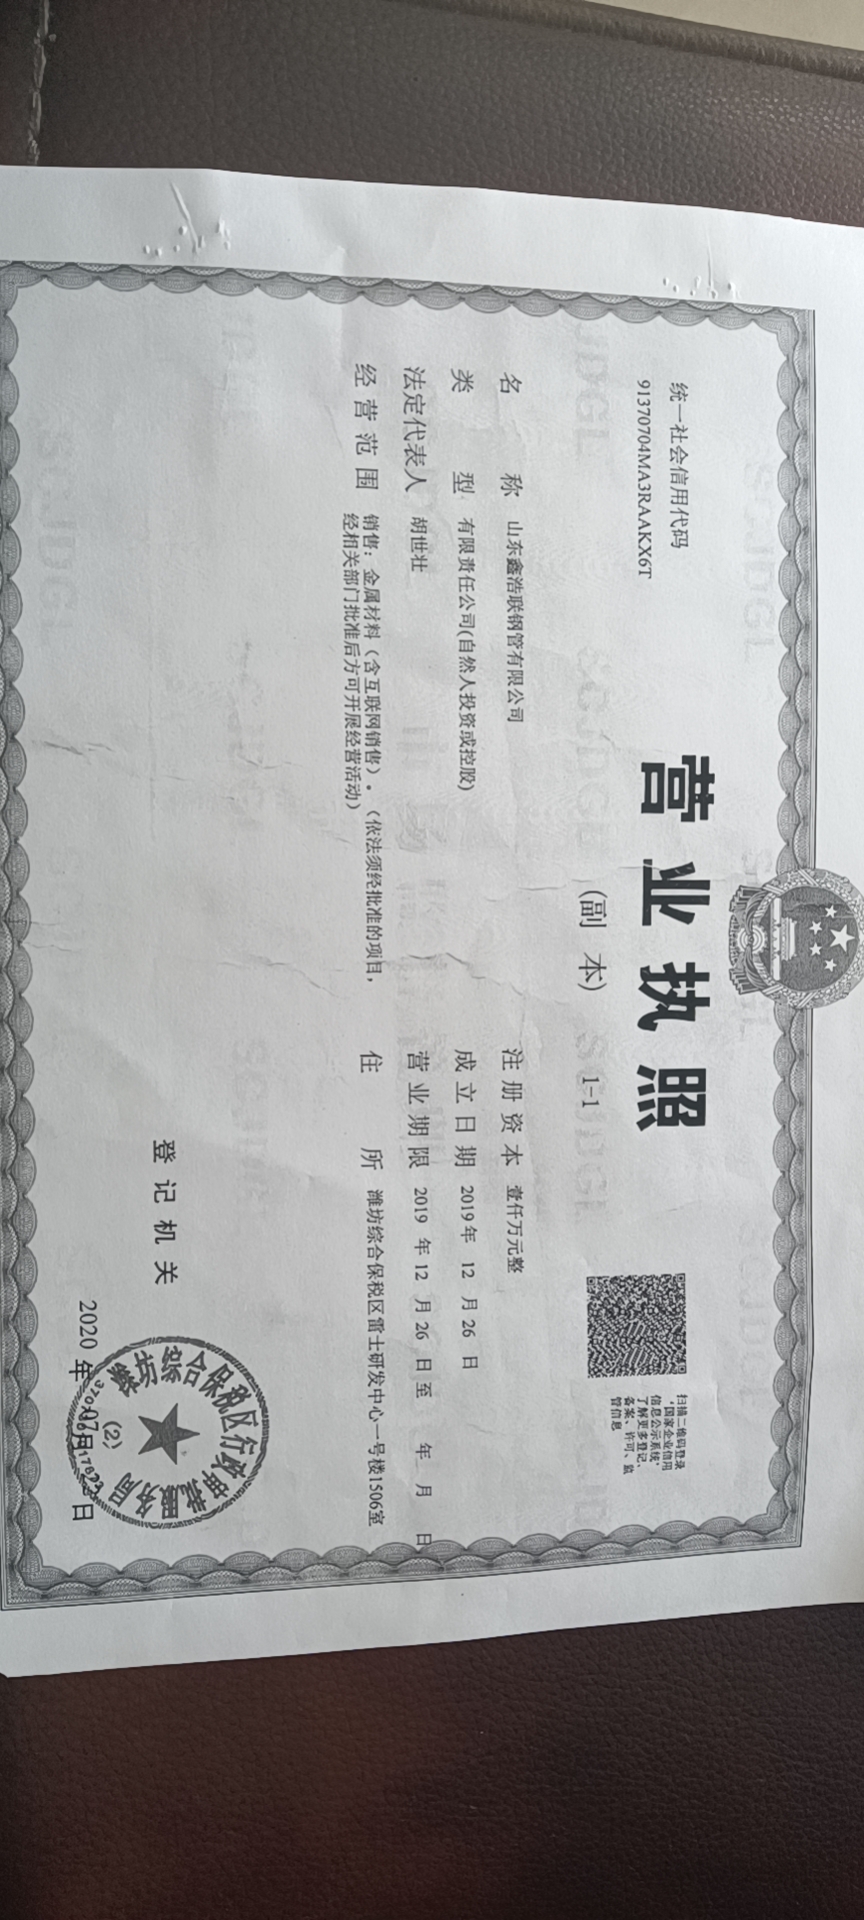 统一社会信用代码
91370704MA3RAAKX6T
营业执照
(副 本)
1-1
扫描二维码登录
‘国家企业信用
信息公示系统’
了解更多登记、
备案、许可、监
管信息
名 称 山东鑫浩联钢管有限公司
类 型 有限责任公司(自然人投资或控股)
法定代表人 胡世壮
经营范围 销售：金属材料（含互联网销售）。（依法须经批准的项目，
经相关部门批准后方可开展经营活动）
注册资本 壹仟万元整
成立日期 2019年 12 月 26 日
营业期限 2019 年 12 月 26 日至 年 月 日
住 所 潍坊综合保税区雷士研发中心一号楼1506室
登记机关
潍坊综合保税区行政审批服务局
(2)
2020 年 07月 日
SCJDGL